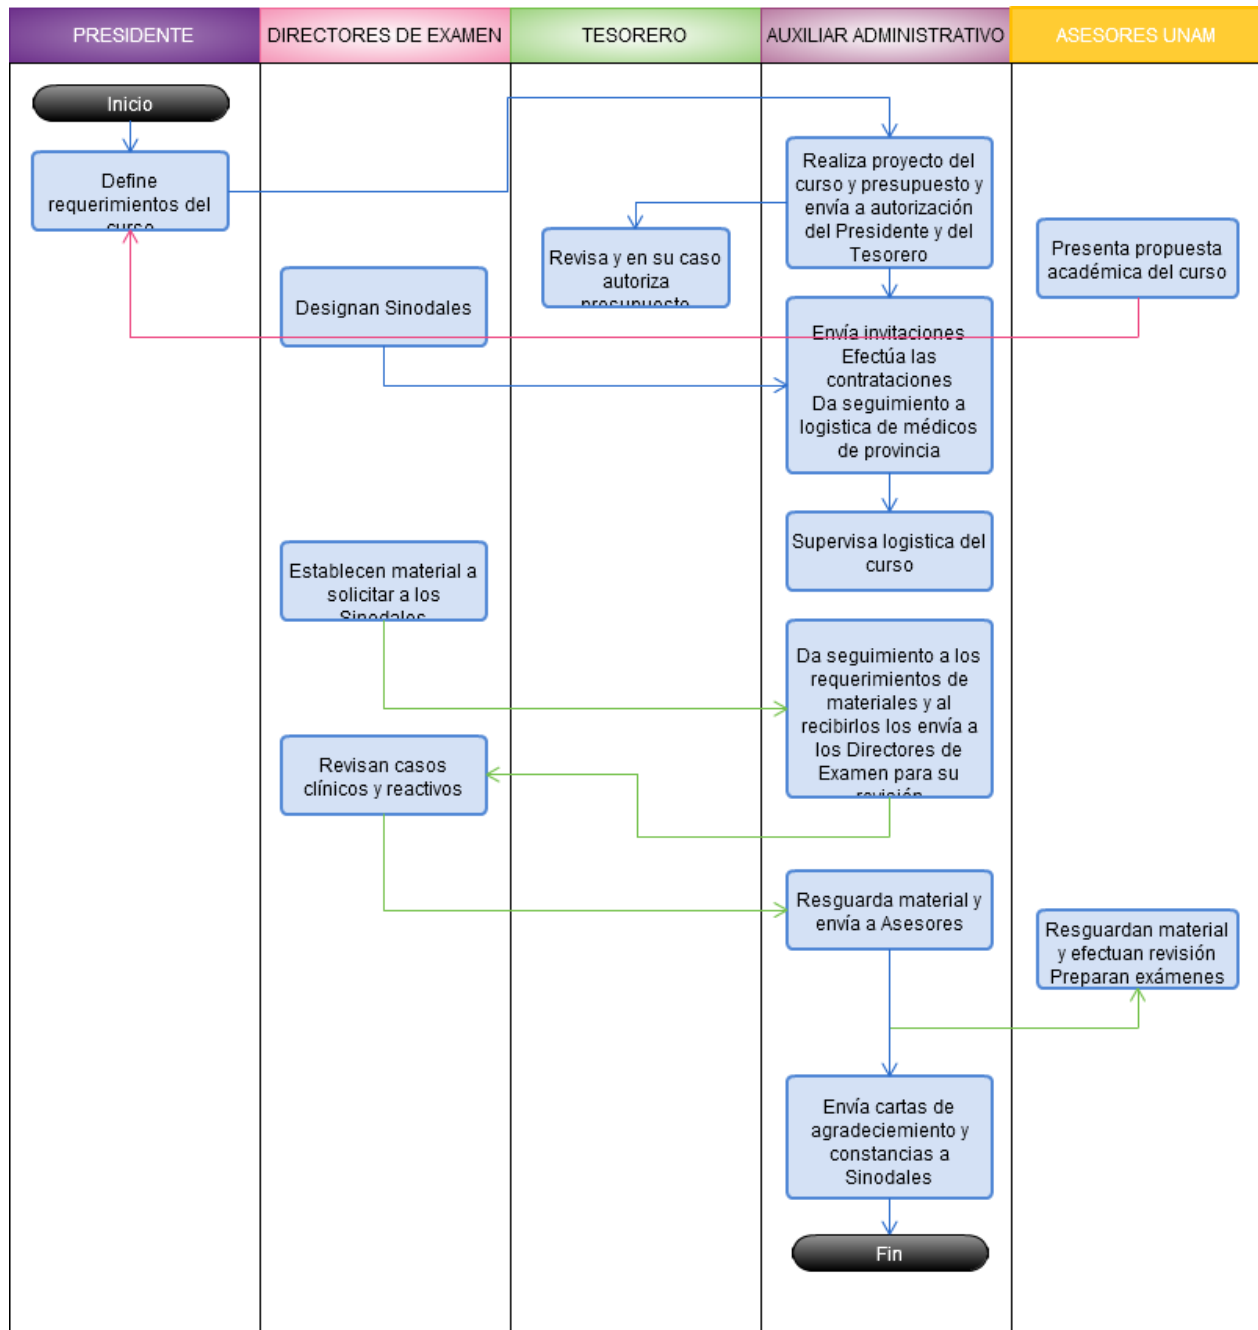 PRESIDENTE
DIRECTORES DE EXAMEN
TESORERO
AUXILIAR ADMINISTRATIVO
ASESORES UNAM
Inicio
Define
requerimientos del
curso
Realiza proyecto del
curso y presupuesto y
envía a autorización
del Presidente y del
Tesorero
Revisa y en su caso
autoriza
presupuesto
Presenta propuesta
académica del curso
Designan Sinodales
Envía invitaciones
Efectúa las
contrataciones
Da seguimiento a
logistica de médicos
de provincia
Supervisa logistica del
curso
Establecen material a
solicitar a los
Sinodales
Da seguimiento a los
requerimientos de
materiales y al
recibirlos los envía a
los Directores de
Examen para su
revisión
Revisan casos
clínicos y reactivos
Resguarda material y
envía a Asesores
Resguardan material
y efectuan revisión
Preparan exámenes
Envía cartas de
agradeciemiento y
constancias a
Sinodales
Fin